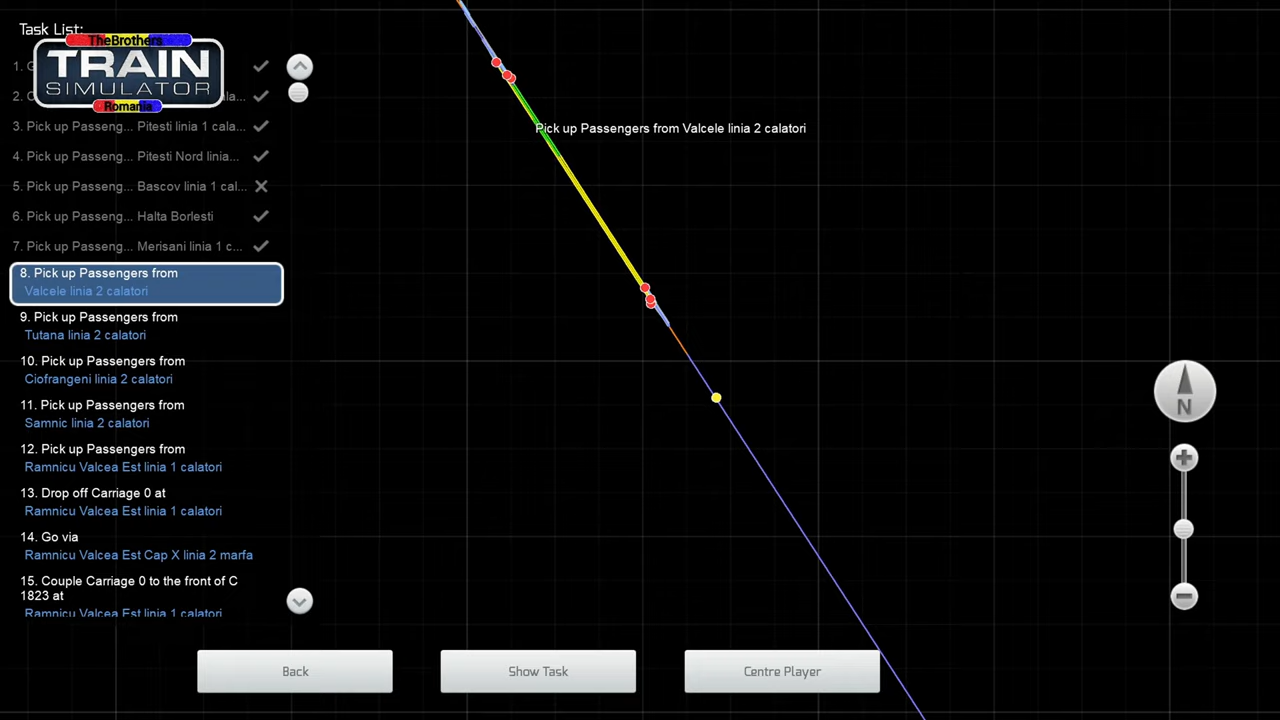 Task List:
TheBrothers
TRAIN
SIMULATOR
Romania
1. G
2. G
la...
3. Pick up Passeng... Pitesti linia 1 cala...
4. Pick up Passeng... Pitesti Nord linia...
5. Pick up Passeng... Bascov linia 1 cal...
6. Pick up Passeng... Halta Borlesti
7. Pick up Passeng... Merisani linia 1 c...
8. Pick up Passengers from
Valcele linia 2 calatori
9. Pick up Passengers from
Tutana linia 2 calatori
10. Pick up Passengers from
Ciofrangeni linia 2 calatori
11. Pick up Passengers from
Samnic linia 2 calatori
12. Pick up Passengers from
Ramnicu Valcea Est linia 1 calatori
13. Drop off Carriage 0 at
Ramnicu Valcea Est linia 1 calatori
14. Go via
Ramnicu Valcea Est Cap X linia 2 marfa
15. Couple Carriage 0 to the front of C
1823 at
Ramnicu Valcea Est linia 1 calatori
Pick up Passengers from Valcele linia 2 calatori
N
Back
Show Task
Centre Player